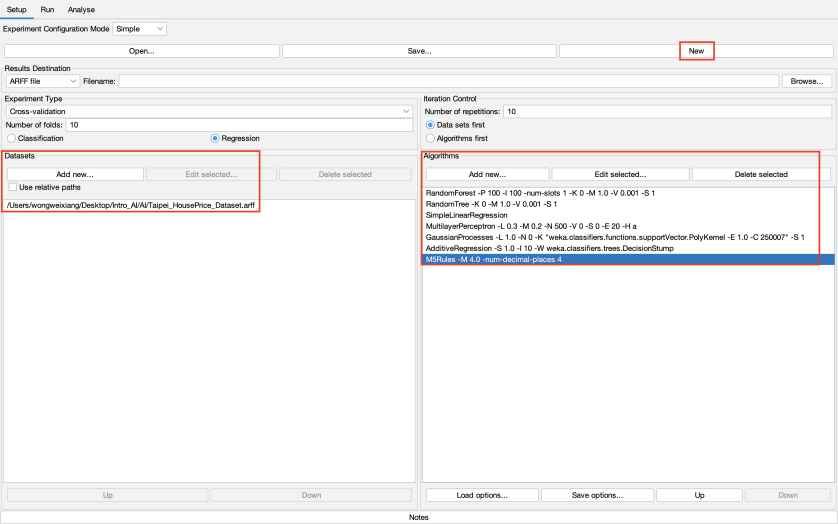 Setup Run Analyse
Experiment Configuration Mode Simple
Open... Save... New
Results Destination
ARFF file Filename: Browse...
Experiment Type
Cross-validation
Number of folds: 10
Classification Regression
Iteration Control
Number of repetitions: 10
Data sets first
Algorithms first
Datasets
Add new... Edit selected... Delete selected
Use relative paths
/Users/wongweixiang/Desktop/Intro_AI/AI/Taipei_HousePrice_Dataset.arff
Up Down
Algorithms
Add new... Edit selected... Delete selected
RandomForest -P 100 -I 100 -num-slots 1 -K 0 -M 1.0 -V 0.001 -S 1
RandomTree -K 0 -M 1.0 -V 0.001 -S 1
SimpleLinearRegression
MultilayerPerceptron -L 0.3 -M 0.2 -N 500 -V 0 -S 0 -E 20 -H a
GaussianProcesses -L 1.0 -N 0 -K "weka.classifiers.functions.supportVector.PolyKernel -E 1.0 -C 250007" -S 1
AdditiveRegression -S 1.0 -I 10 -W weka.classifiers.trees.DecisionStump
M5Rules -M 4.0 -num-decimal-places 4
Load options... Save options... Up Down
Notes